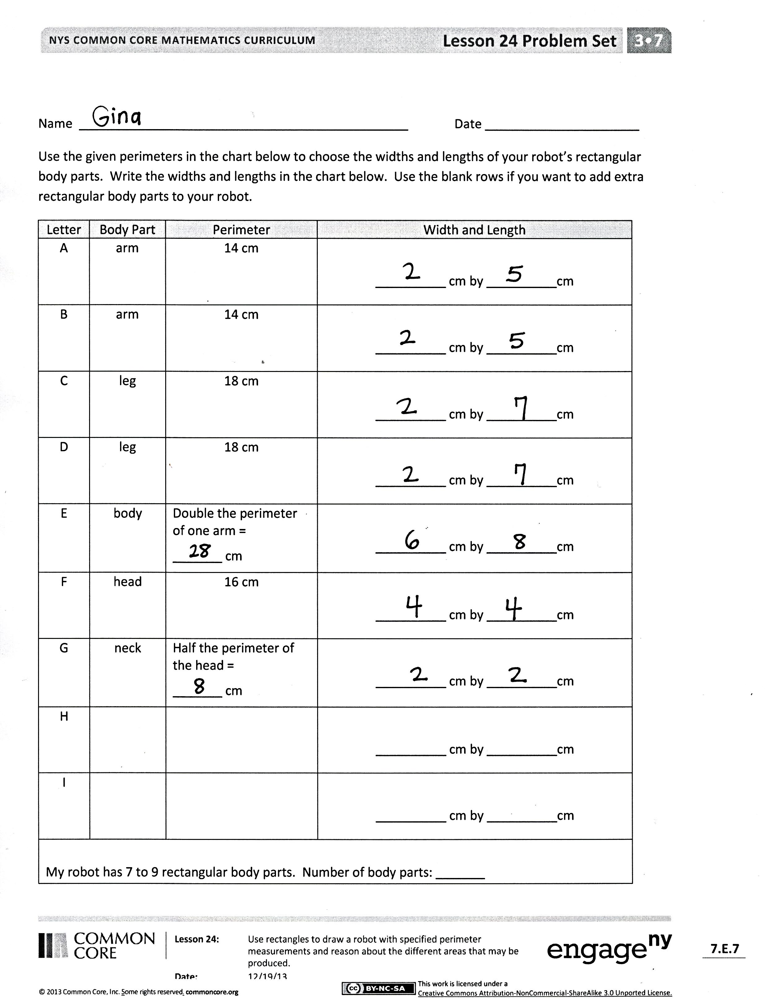 NYS COMMON CORE MATHEMATICS CURRICULUM Lesson 24 Problem Set 3•7
Name Gina Date
Use the given perimeters in the chart below to choose the widths and lengths of your robot's rectangular
body parts. Write the widths and lengths in the chart below. Use the blank rows if you want to add extra
rectangular body parts to your robot.
Letter Body Part Perimeter Width and Length
A arm 14 cm
2 cm by 5 cm
B arm 14 cm
2 cm by 5 cm
C leg 18 cm
2 cm by 7 cm
D leg 18 cm
2 cm by 7 cm
E body Double the perimeter
of one arm =
28 cm
6 cm by 8 cm
F head 16 cm
4 cm by 4 cm
G neck Half the perimeter of
the head =
8 cm
2 cm by 2 cm
H
cm by cm
I
cm by cm
My robot has 7 to 9 rectangular body parts. Number of body parts:
COMMON
CORE
Lesson 24: Use rectangles to draw a robot with specified perimeter
measurements and reason about the different areas that may be
produced.
Date: 12/19/13
engageny
7.E.7
© 2013 Common Core, Inc. Some rights reserved. commoncore.org
cc BY-NC-SA
This work is licensed under a
Creative Commons Attribution-NonCommercial-ShareAlike 3.0 Unported License.